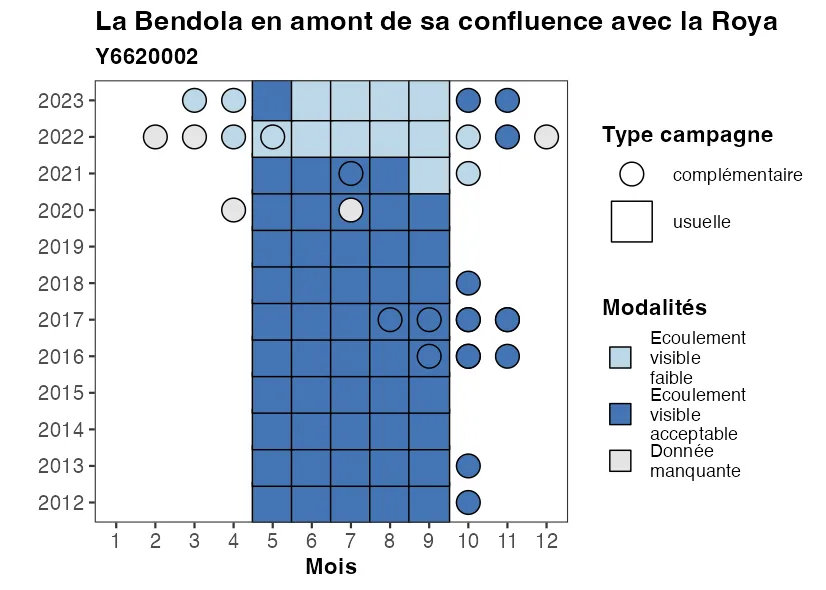 La Bendola en amont de sa confluence avec la Roya
Y6620002
2023
2022
2021
2020
2019
2018
2017
2016
2015
2014
2013
2012
1 2 3 4 5 6 7 8 9 10 11 12
Mois
Type campagne
complémentaire
usuelle
Modalités
Ecoulement
visible
faible
Ecoulement
visible
acceptable
Donnée
manquante